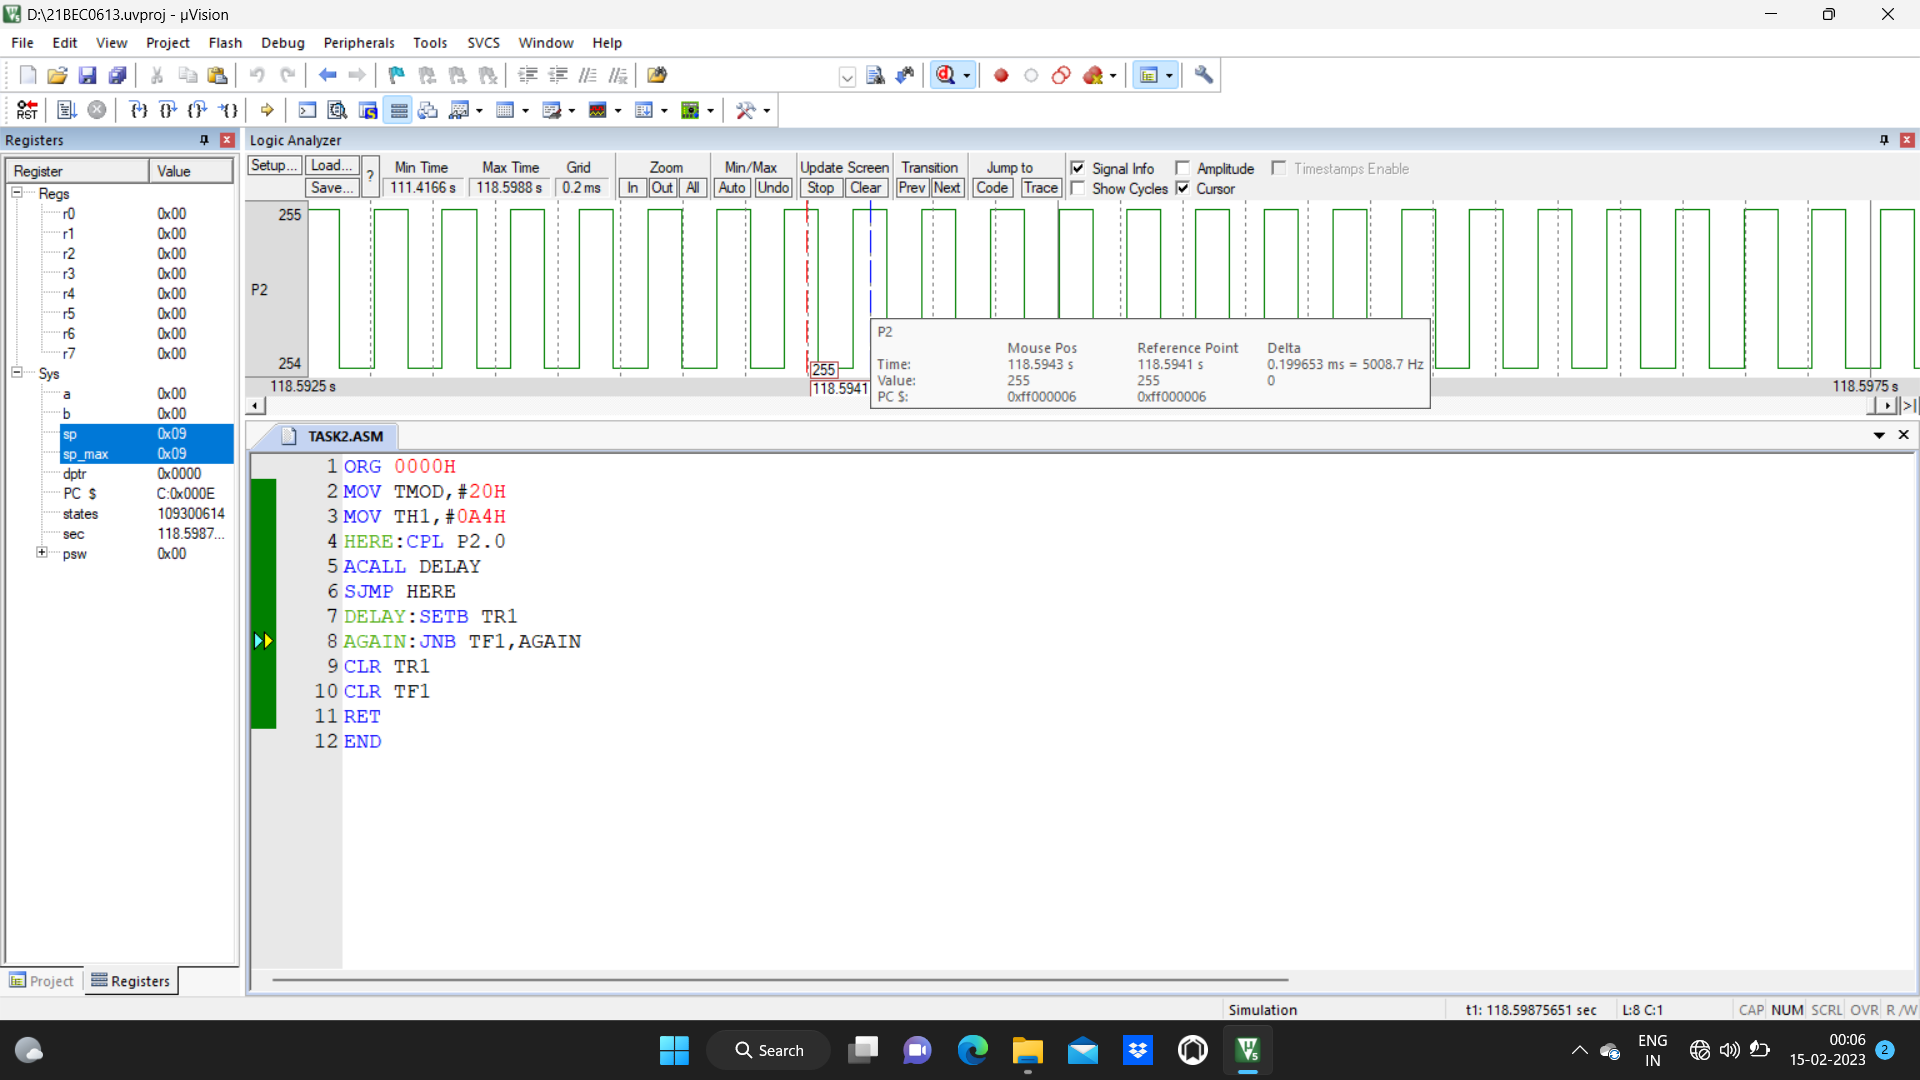 D:\21BEC0613.uvproj - µVision
File Edit View Project Flash Debug Peripherals Tools SVCS Window Help
RST
Registers
Logic Analyzer
Setup... Load... Min Time Max Time Grid Zoom Min/Max Update Screen Transition Jump to Signal Info Amplitude Timestamps Enable
Save... ? 111.4166 s 118.5988 s 0.2 ms In Out All Auto Undo Stop Clear Prev Next Code Trace Show Cycles Cursor
Register Value
Regs
r0 0x00
r1 0x00
r2 0x00
r3 0x00
r4 0x00
r5 0x00
r6 0x00
r7 0x00
Sys
a 0x00
b 0x00
sp 0x09
sp_max 0x09
dptr 0x0000
PC $ C:0x000E
states 109300614
sec 118.5987...
psw 0x00
255
P2
254
255
118.5925 s
118.5941
118.5975 s
P2
Mouse Pos Reference Point Delta
Time: 118.5943 s 118.5941 s 0.199653 ms = 5008.7 Hz
Value: 255 255 0
PC $: 0xff000006 0xff000006
TASK2.ASM
1 ORG 0000H
2 MOV TMOD,#20H
3 MOV TH1,#0A4H
4 HERE:CPL P2.0
5 ACALL DELAY
6 SJMP HERE
7 DELAY:SETB TR1
8 AGAIN:JNB TF1,AGAIN
9 CLR TR1
10 CLR TF1
11 RET
12 END
Project Registers
Simulation t1: 118.59875651 sec L:8 C:1 CAP NUM SCRL OVR R/W
Search
ENG
IN
00:06
15-02-2023
2